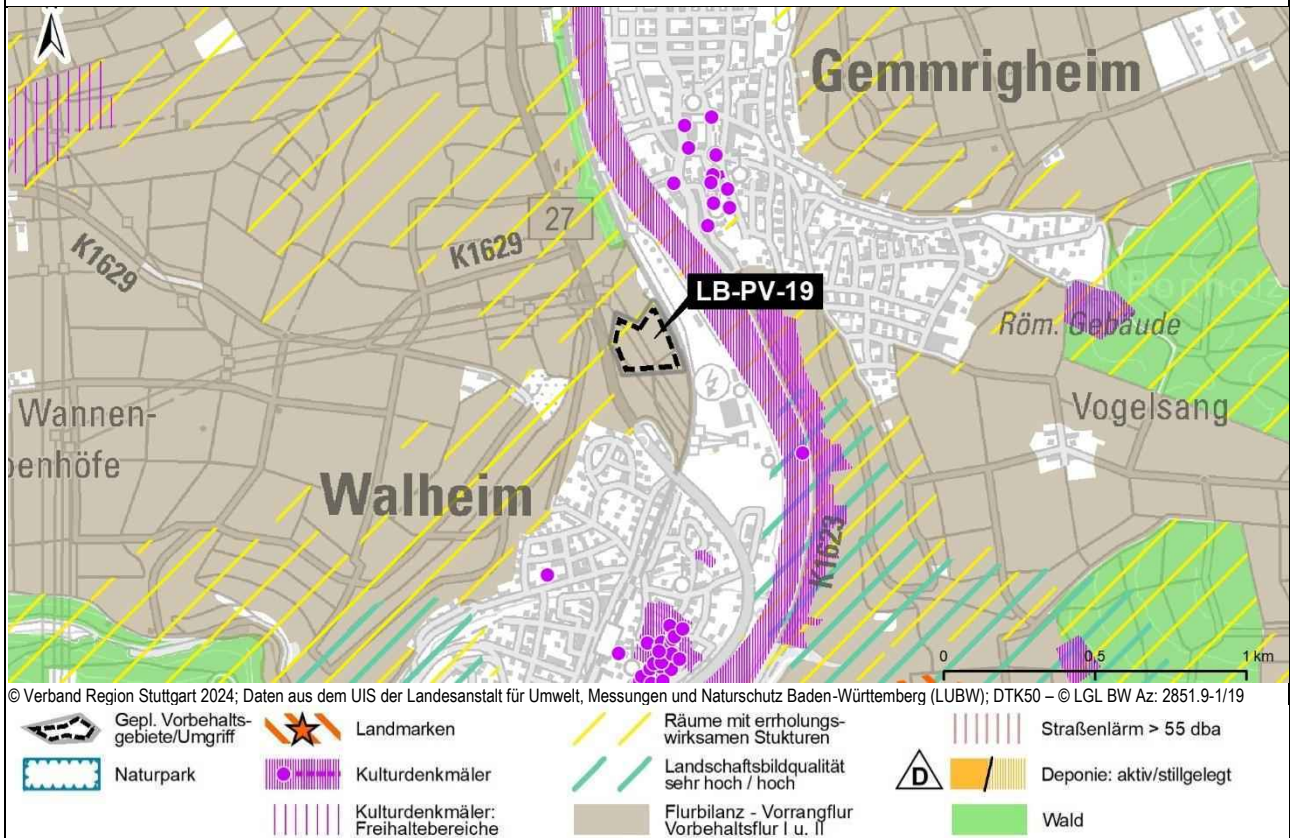 Gemmrigheim
K1629
27
K1629
LB-PV-19
Röm. Gebäude
Bonholz
Wannen-
Vogelsang
benhöfe
Walheim
K1623
0 0,5 1 km
© Verband Region Stuttgart 2024; Daten aus dem UIS der Landesanstalt für Umwelt, Messungen und Naturschutz Baden-Württemberg (LUBW); DTK50 – © LGL BW Az: 2851.9-1/19
Gepl. Vorbehalts-
gebiete/Umgriff
Landmarken
Räume mit errholungs-
wirksamen Stukturen
Straßenlärm > 55 dba
Naturpark
Kulturdenkmäler
Landschaftsbildqualität
sehr hoch / hoch
D
Deponie: aktiv/stillgelegt
Kulturdenkmäler:
Freihaltebereiche
Flurbilanz - Vorrangflur
Vorbehaltsflur I u. II
Wald